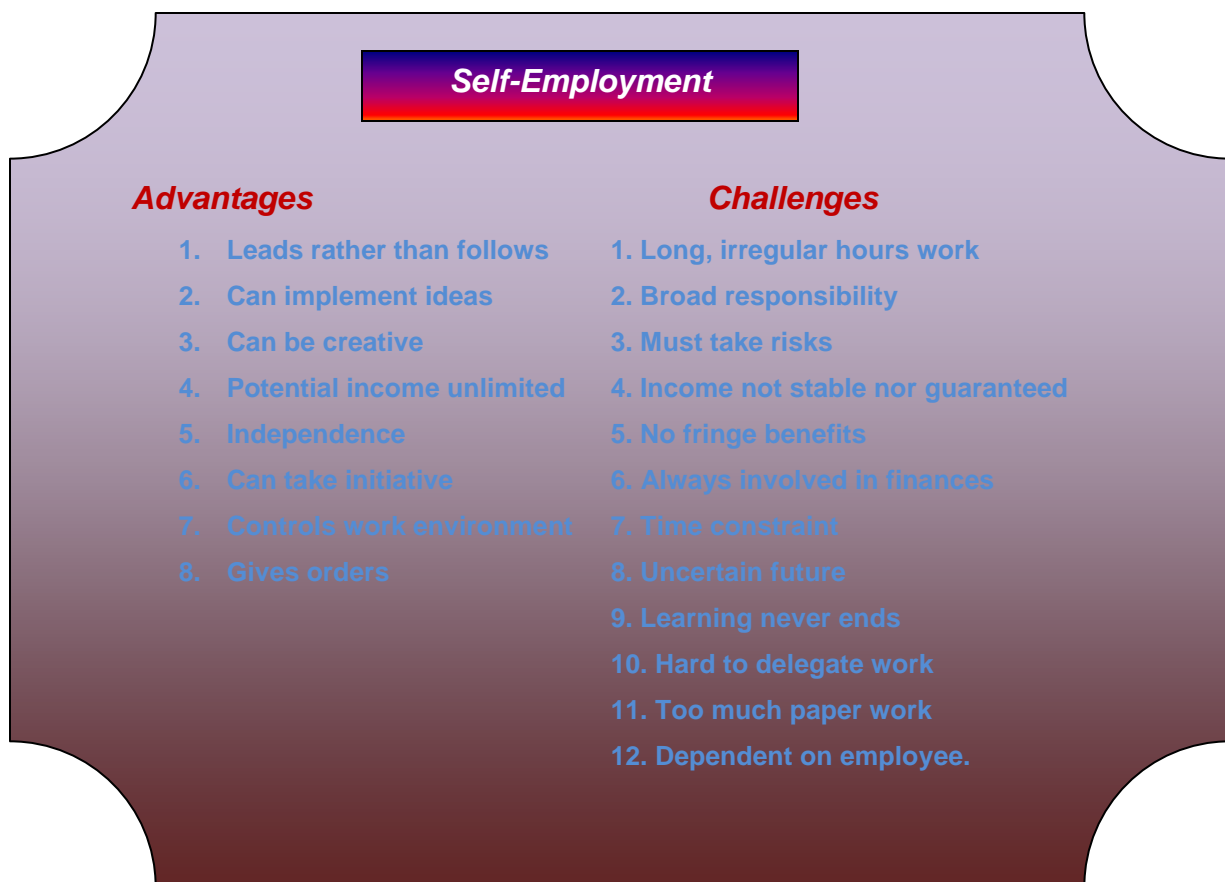 Self-Employment
Advantages
1. Leads rather than follows
2. Can implement ideas
3. Can be creative
4. Potential income unlimited
5. Independence
6. Can take initiative
7. Controls work environment
8. Gives orders
Challenges
1. Long, irregular hours work
2. Broad responsibility
3. Must take risks
4. Income not stable nor guaranteed
5. No fringe benefits
6. Always involved in finances
7. Time constraint
8. Uncertain future
9. Learning never ends
10. Hard to delegate work
11. Too much paper work
12. Dependent on employee.